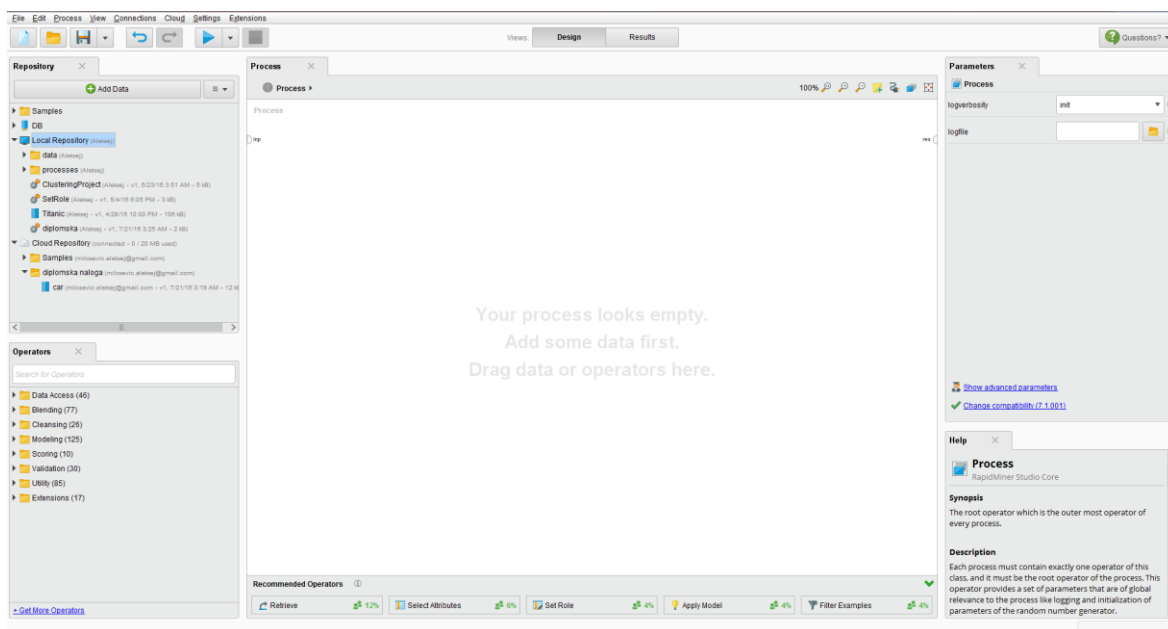 File Edit Process View Connections Cloud Settings Extensions
Views: Design Results
Questions?
Repository
Add Data
Samples
DB
Local Repository (Aleksej)
data (Aleksej)
processes (Aleksej)
ClusteringProject (Aleksej - v1, 5/23/16 3:51 AM - 5 kB)
SetRole (Aleksej - v1, 5/4/16 6:05 PM - 3 kB)
Titanic (Aleksej - v1, 4/28/16 10:00 PM - 106 kB)
diplomska (Aleksej - v1, 7/21/16 3:25 AM - 2 kB)
Cloud Repository (connected - 0 / 20 MB used)
Samples (milosevic.aleksej@gmail.com)
diplomska naloga (milosevic.aleksej@gmail.com)
car (milosevic.aleksej@gmail.com - v1, 7/21/16 3:19 AM - 12
Operators
Search for Operators
Data Access (46)
Blending (77)
Cleansing (26)
Modeling (125)
Scoring (10)
Validation (30)
Utility (85)
Extensions (17)
+ Get More Operators
Process
Process
100%
Process
inp
res
Your process looks empty.
Add some data first.
Drag data or operators here.
Recommended Operators
Retrieve 12% Select Attributes 6% Set Role 4% Apply Model 4% Filter Examples 4%
Parameters
Process
logverbosity init
logfile
Show advanced parameters
Change compatibility (7.1.001)
Help
Process
RapidMiner Studio Core
Synopsis
The root operator which is the outer most operator of
every process.
Description
Each process must contain exactly one operator of this
class, and it must be the root operator of the process. This
operator provides a set of parameters that are of global
relevance to the process like logging and initialization of
parameters of the random number generator.